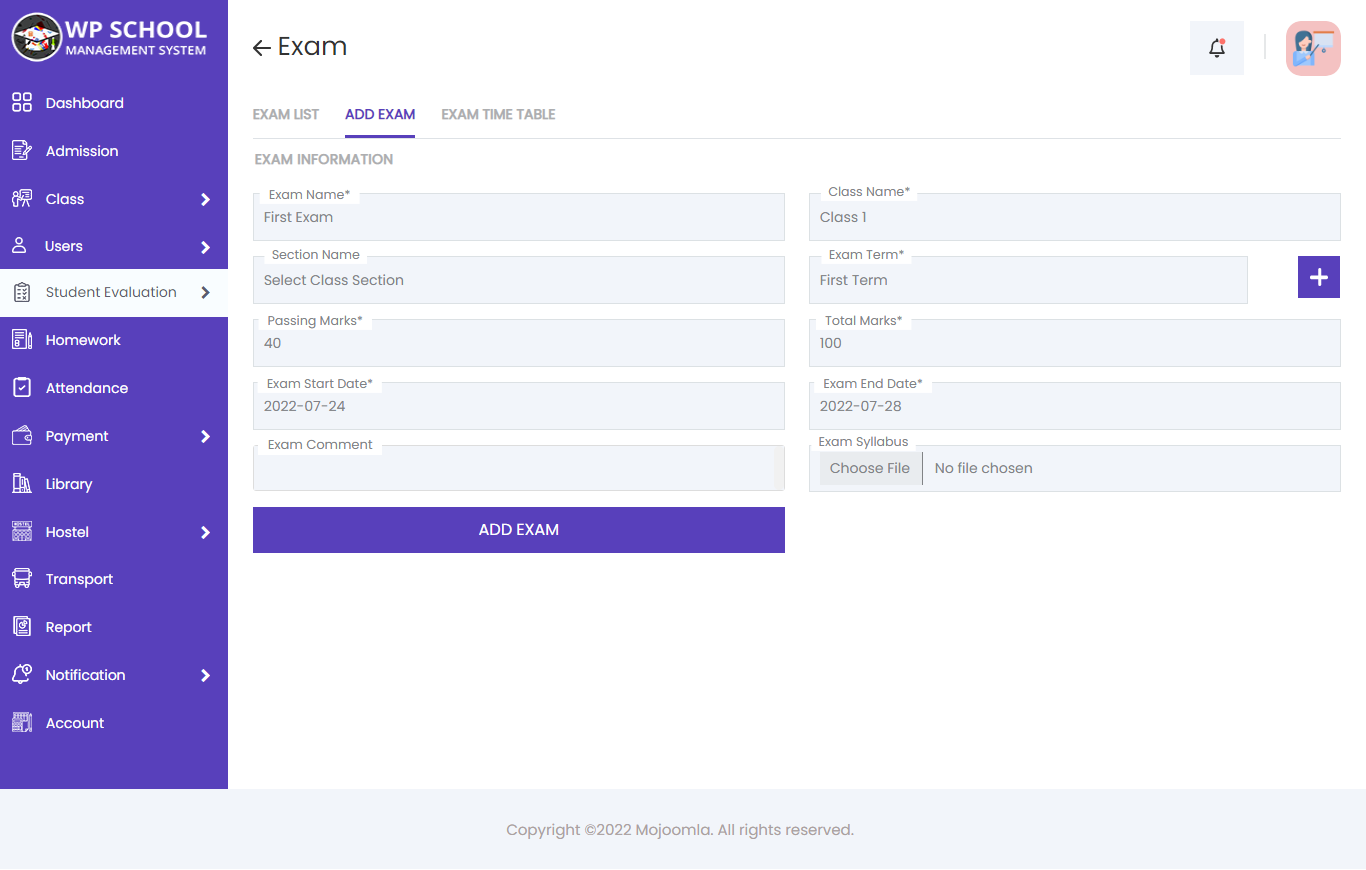 WP SCHOOL
MANAGEMENT SYSTEM
Dashboard
Admission
Class
Users
Student Evaluation
Homework
Attendance
Payment
Library
Hostel
Transport
Report
Notification
Account
Exam
EXAM LIST
ADD EXAM
EXAM TIME TABLE
EXAM INFORMATION
Exam Name*
First Exam
Class Name*
Class 1
Section Name
Select Class Section
Exam Term*
First Term
Passing Marks*
40
Total Marks*
100
Exam Start Date*
2022-07-24
Exam End Date*
2022-07-28
Exam Comment
Exam Syllabus
Choose File No file chosen
ADD EXAM
Copyright ©2022 Mojoomla. All rights reserved.